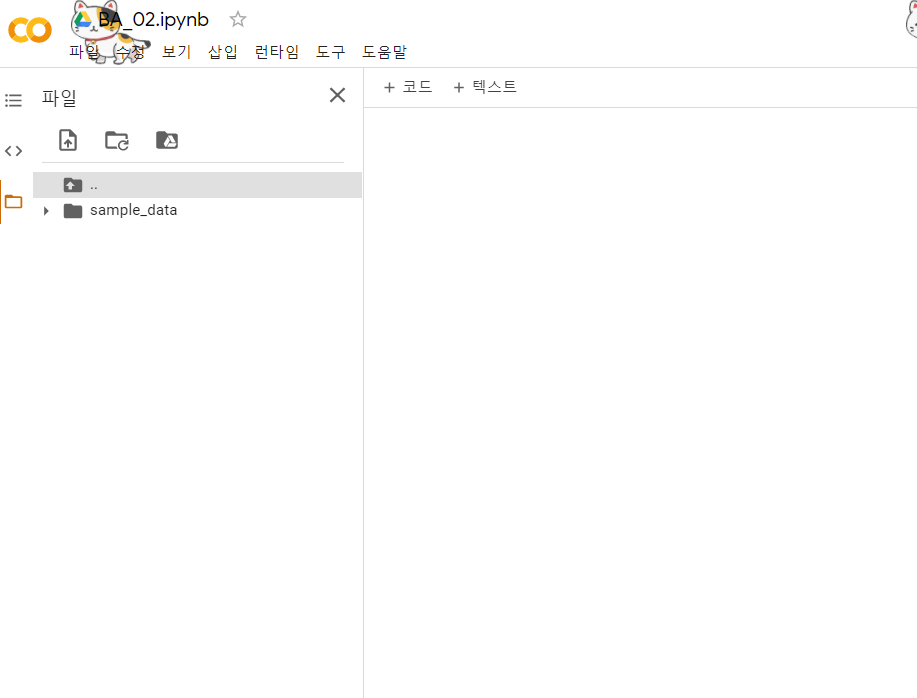 BA_02.ipynb
파일 수정 보기 삽입 런타임 도구 도움말
파일
+ 코드 + 텍스트
..
sample_data